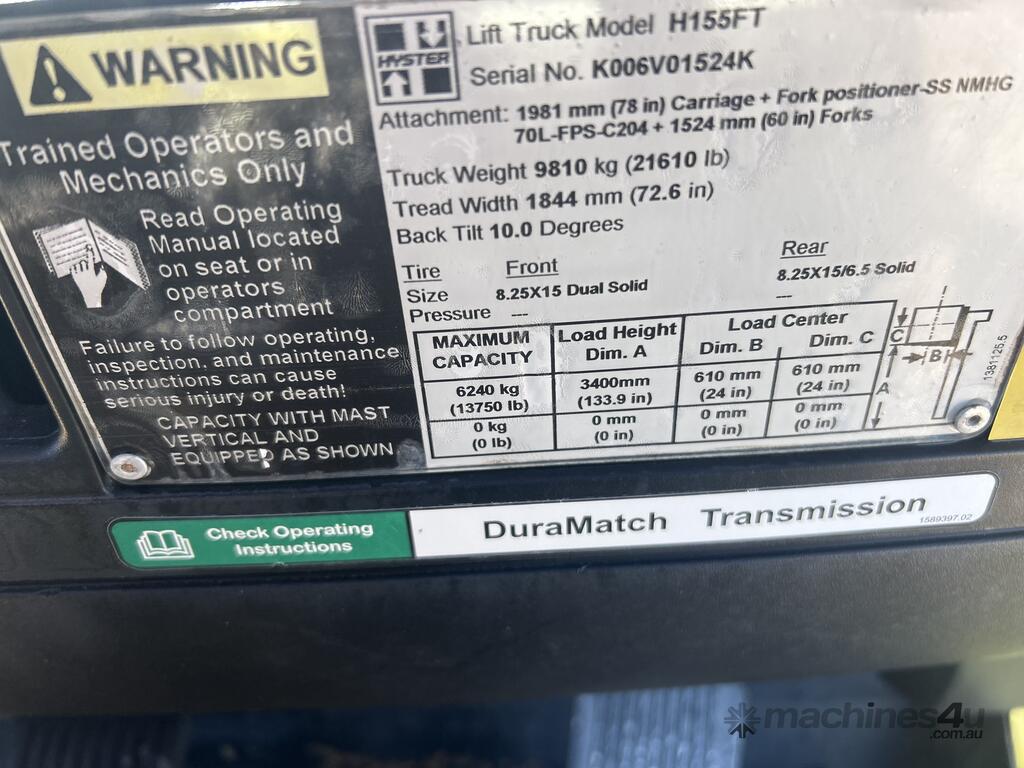 WARNING
Trained Operators and
Mechanics Only
Read Operating
Manual located
on seat or in
operators
compartment
Failure to follow operating,
inspection, and maintenance
instructions can cause
serious injury or death!
CAPACITY WITH MAST
VERTICAL AND
EQUIPPED AS SHOWN
HYSTER
Lift Truck Model H155FT
Serial No. K006V01524K
Attachment: 1981 mm (78 in) Carriage + Fork positioner-SS NMHG
70L-FPS-C204 + 1524 mm (60 in) Forks
Truck Weight 9810 kg (21610 lb)
Tread Width 1844 mm (72.6 in)
Back Tilt 10.0 Degrees
Tire Front Rear
Size 8.25X15 Dual Solid 8.25X15/6.5 Solid
Pressure --- ---
MAXIMUM CAPACITY Load Height Dim. A Load Center Dim. B Dim. C
6240 kg (13750 lb) 3400mm (133.9 in) 610 mm (24 in) 610 mm (24 in)
0 kg (0 lb) 0 mm (0 in) 0 mm (0 in) 0 mm (0 in)
C
B
A
1381125.5
Check Operating
Instructions
DuraMatch Transmission
1589397.02
machines4u
.com.au